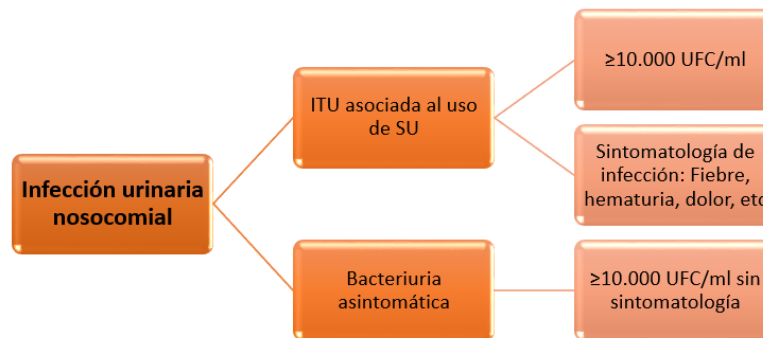 Infección urinaria
nosocomial
ITU asociada al uso
de SU
≥10.000 UFC/ml
Sintomatología de
infección: Fiebre,
hematuria, dolor, etc
Bacteriuria
asintomática
≥10.000 UFC/ml sin
sintomatología